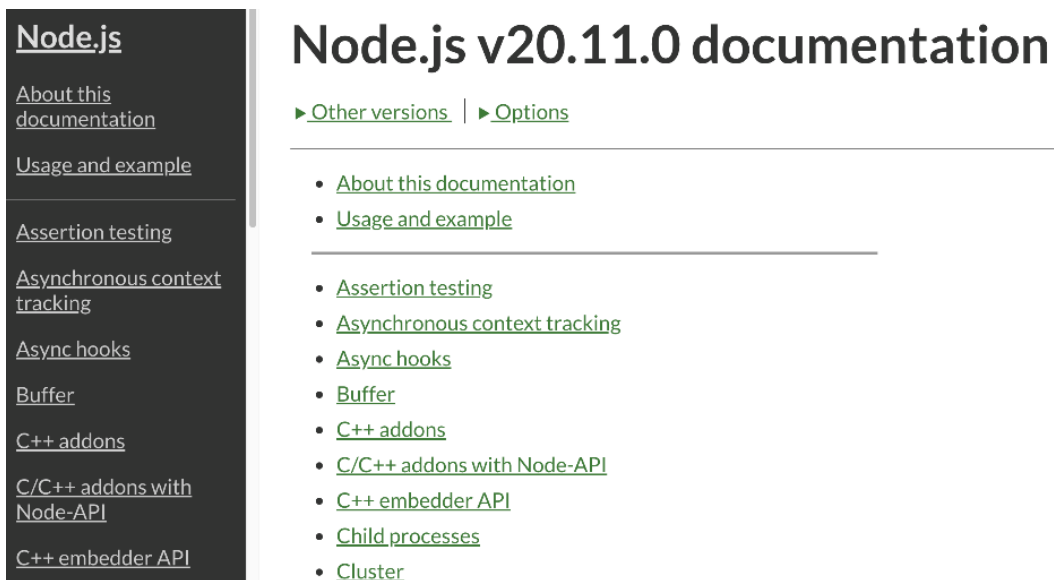 Node.js
About this
documentation
Usage and example
Assertion testing
Asynchronous context
tracking
Async hooks
Buffer
C++ addons
C/C++ addons with
Node-API
C++ embedder API
Node.js v20.11.0 documentation
▶ Other versions | ▶ Options
• About this documentation
• Usage and example
• Assertion testing
• Asynchronous context tracking
• Async hooks
• Buffer
• C++ addons
• C/C++ addons with Node-API
• C++ embedder API
• Child processes
• Cluster